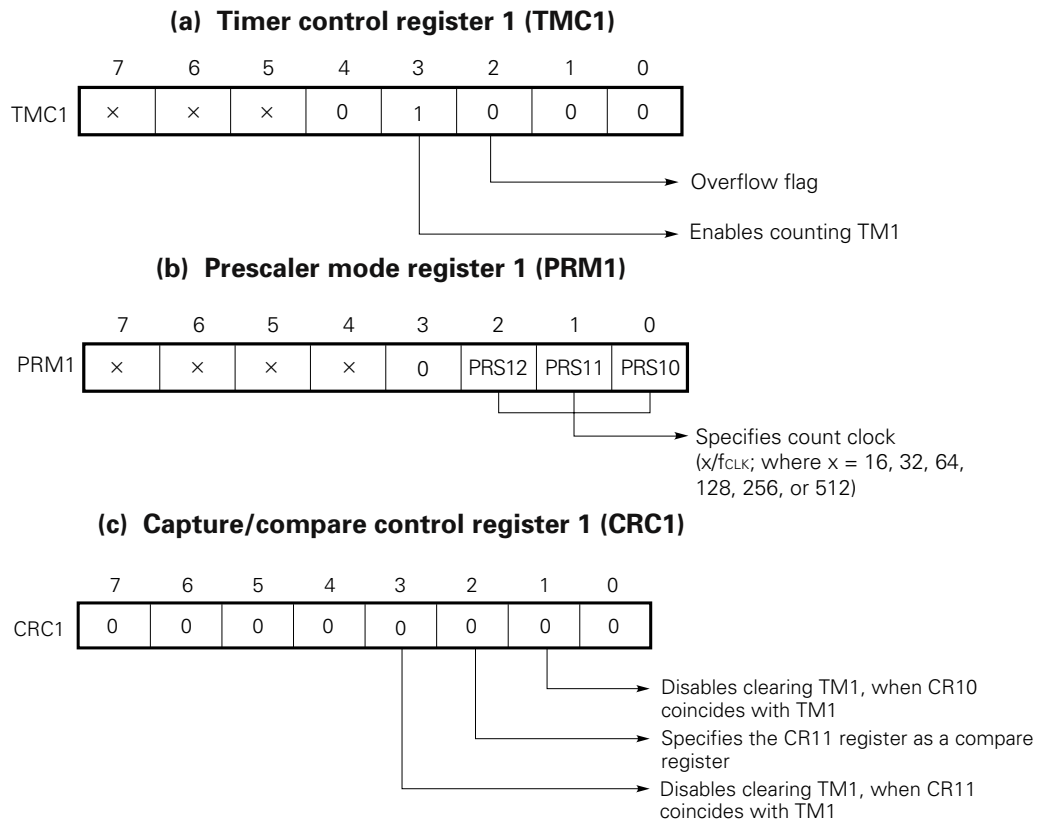 (a) Timer control register 1 (TMC1)
7 6 5 4 3 2 1 0
TMC1 × × × 0 1 0 0 0
Overflow flag
Enables counting TM1
(b) Prescaler mode register 1 (PRM1)
7 6 5 4 3 2 1 0
PRM1 × × × × 0 PRS12 PRS11 PRS10
Specifies count clock
(x/fCLK; where x = 16, 32, 64,
128, 256, or 512)
(c) Capture/compare control register 1 (CRC1)
7 6 5 4 3 2 1 0
CRC1 0 0 0 0 0 0 0 0
Disables clearing TM1, when CR10
coincides with TM1
Specifies the CR11 register as a compare
register
Disables clearing TM1, when CR11
coincides with TM1